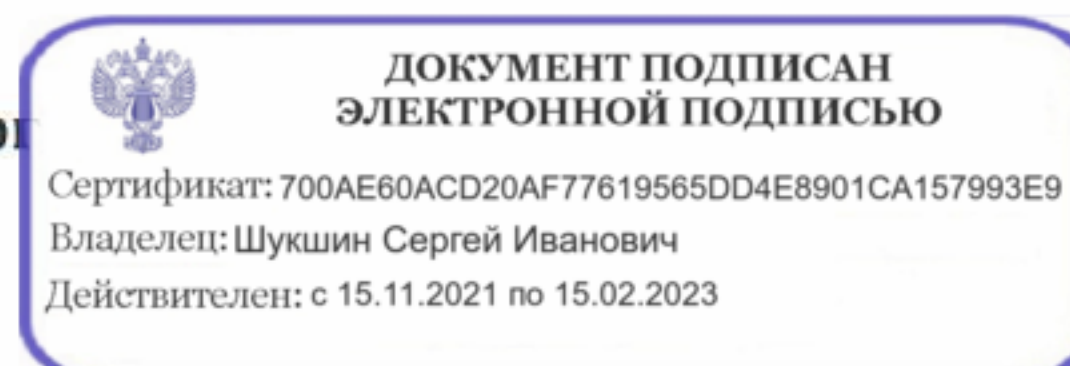 ДОКУМЕНТ ПОДПИСАН
ЭЛЕКТРОННОЙ ПОДПИСЬЮ
Сертификат: 700AE60ACD20AF77619565DD4E8901CA157993E9
Владелец: Шукшин Сергей Иванович
Действителен: с 15.11.2021 по 15.02.2023